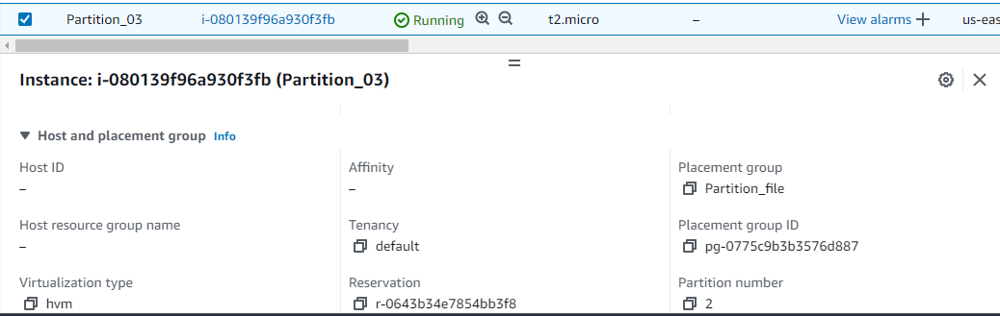 Partition_03 i-080139f96a930f3fb Running t2.micro – View alarms us-eas
Instance: i-080139f96a930f3fb (Partition_03)
Host and placement group Info
Host ID Affinity Placement group
– – Partition_file
Host resource group name Tenancy Placement group ID
– default pg-0775c9b3b3576d887
Virtualization type Reservation Partition number
hvm r-0643b34e7854bb3f8 2